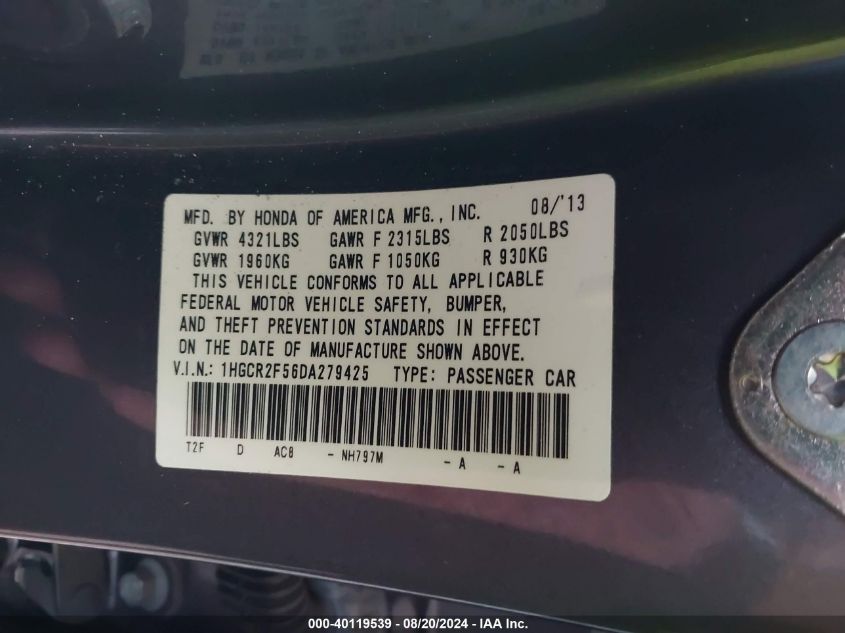 MFD. BY HONDA OF AMERICA MFG., INC. 08/'13
GVWR 4321LBS GAWR F 2315LBS R 2050LBS
GVWR 1960KG GAWR F 1050KG R 930KG
THIS VEHICLE CONFORMS TO ALL APPLICABLE
FEDERAL MOTOR VEHICLE SAFETY, BUMPER,
AND THEFT PREVENTION STANDARDS IN EFFECT
ON THE DATE OF MANUFACTURE SHOWN ABOVE.
V.I.N.: 1HGCR2F56DA279425 TYPE: PASSENGER CAR
T2F D AC8 - NH797M - A - A
000-40119539 - 08/20/2024 - IAA Inc.